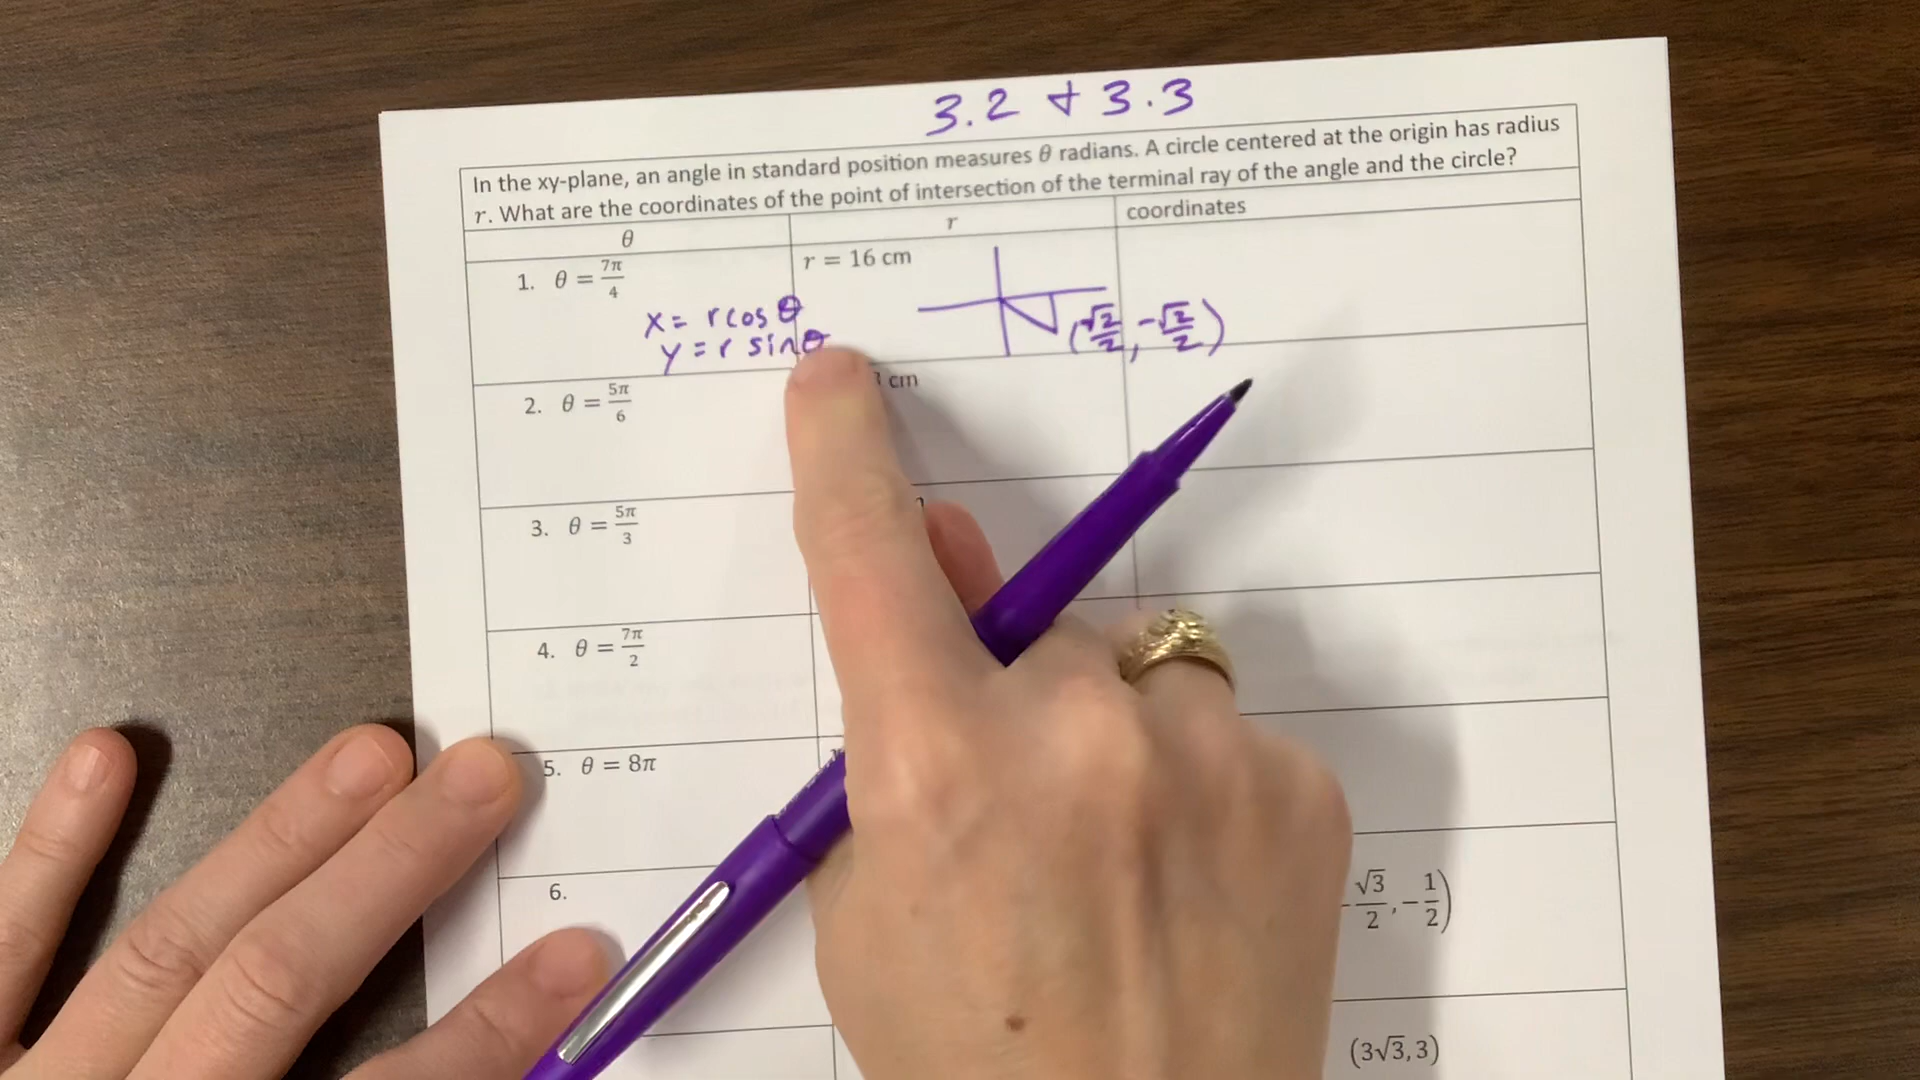 3.2 + 3.3
In the xy-plane, an angle in standard position measures θ radians. A circle centered at the origin has radius
r. What are the coordinates of the point of intersection of the terminal ray of the angle and the circle?
θ r coordinates
1. θ = 7π/4 r = 16 cm
x = r cos θ
y = r sin θ
(√2/2, -√2/2)
2. θ = 5π/6 cm
3. θ = 5π/3
4. θ = 7π/2
5. θ = 8π
6. √3/2, -1/2)
(3√3, 3)